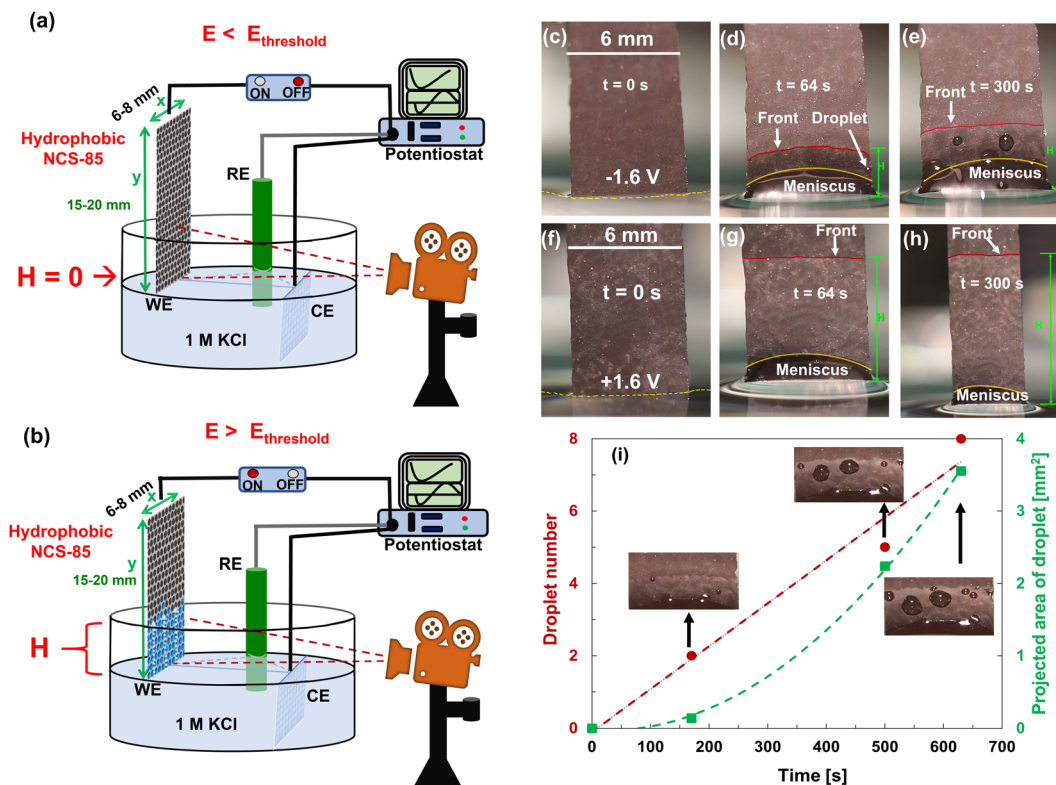 (a)
E < Ethreshold
ON OFF
6-8 mm
x
Hydrophobic
NCS-85
y
15-20 mm
RE
Potentiostat
H = 0
WE
CE
1 M KCl
(b)
E > Ethreshold
ON OFF
6-8 mm
x
Hydrophobic
NCS-85
y
15-20 mm
RE
Potentiostat
H
WE
CE
1 M KCl
(c)
6 mm
t = 0 s
-1.6 V
(d)
t = 64 s
Front
Droplet
H
Meniscus
(e)
t = 300 s
Front
H
Meniscus
(f)
6 mm
t = 0 s
+1.6 V
(g)
Front
t = 64 s
H
Meniscus
(h)
Front
t = 300 s
H
Meniscus
(i)
Droplet number
8
6
4
2
0
Projected area of droplet [mm²]
4
3
2
1
0
0 100 200 300 400 500 600 700
Time [s]